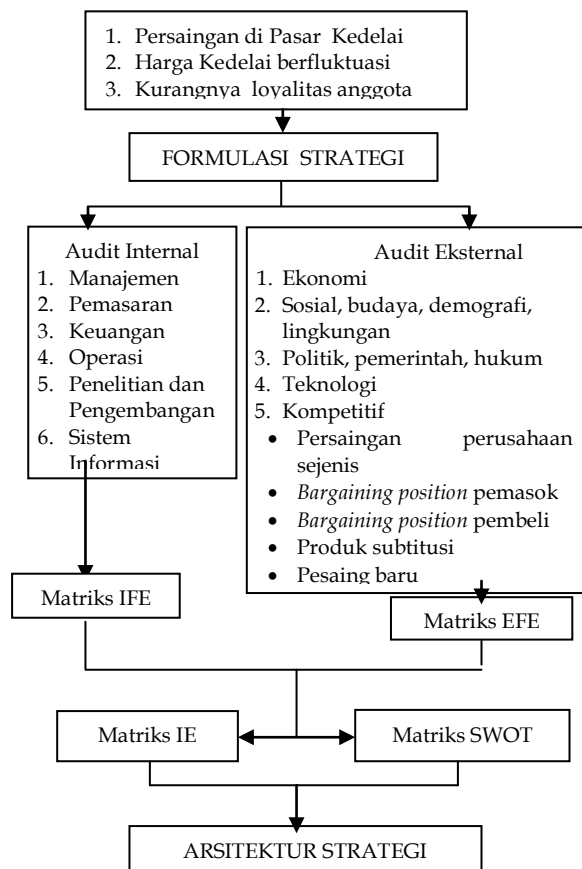 1. Persaingan di Pasar Kedelai
2. Harga Kedelai berfluktuasi
3. Kurangnya loyalitas anggota
FORMULASI STRATEGI
Audit Internal
1. Manajemen
2. Pemasaran
3. Keuangan
4. Operasi
5. Penelitian dan
Pengembangan
6. Sistem
Informasi
Audit Eksternal
1. Ekonomi
2. Sosial, budaya, demografi,
lingkungan
3. Politik, pemerintah, hukum
4. Teknologi
5. Kompetitif
• Persaingan perusahaan
sejenis
• Bargaining position pemasok
• Bargaining position pembeli
• Produk subtitusi
• Pesaing baru
Matriks IFE
Matriks EFE
Matriks IE
Matriks SWOT
ARSITEKTUR STRATEGI